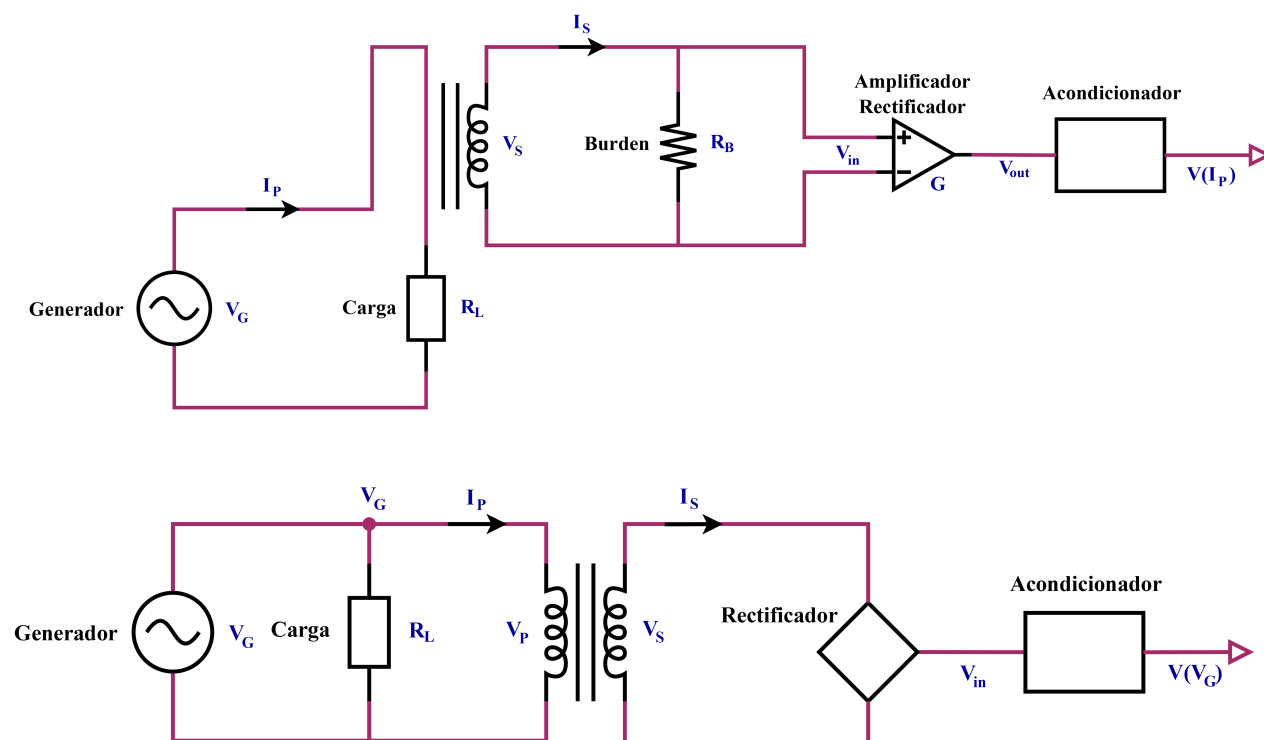 I_S
Amplificador
Rectificador
Acondicionador
V_S
Burden
R_B
V_in
+
−
G
V_out
V(I_P)
I_P
Generador
V_G
Carga
R_L
V_G
I_P
I_S
Acondicionador
Rectificador
Generador
V_G
Carga
R_L
V_P
V_S
V_in
V(V_G)